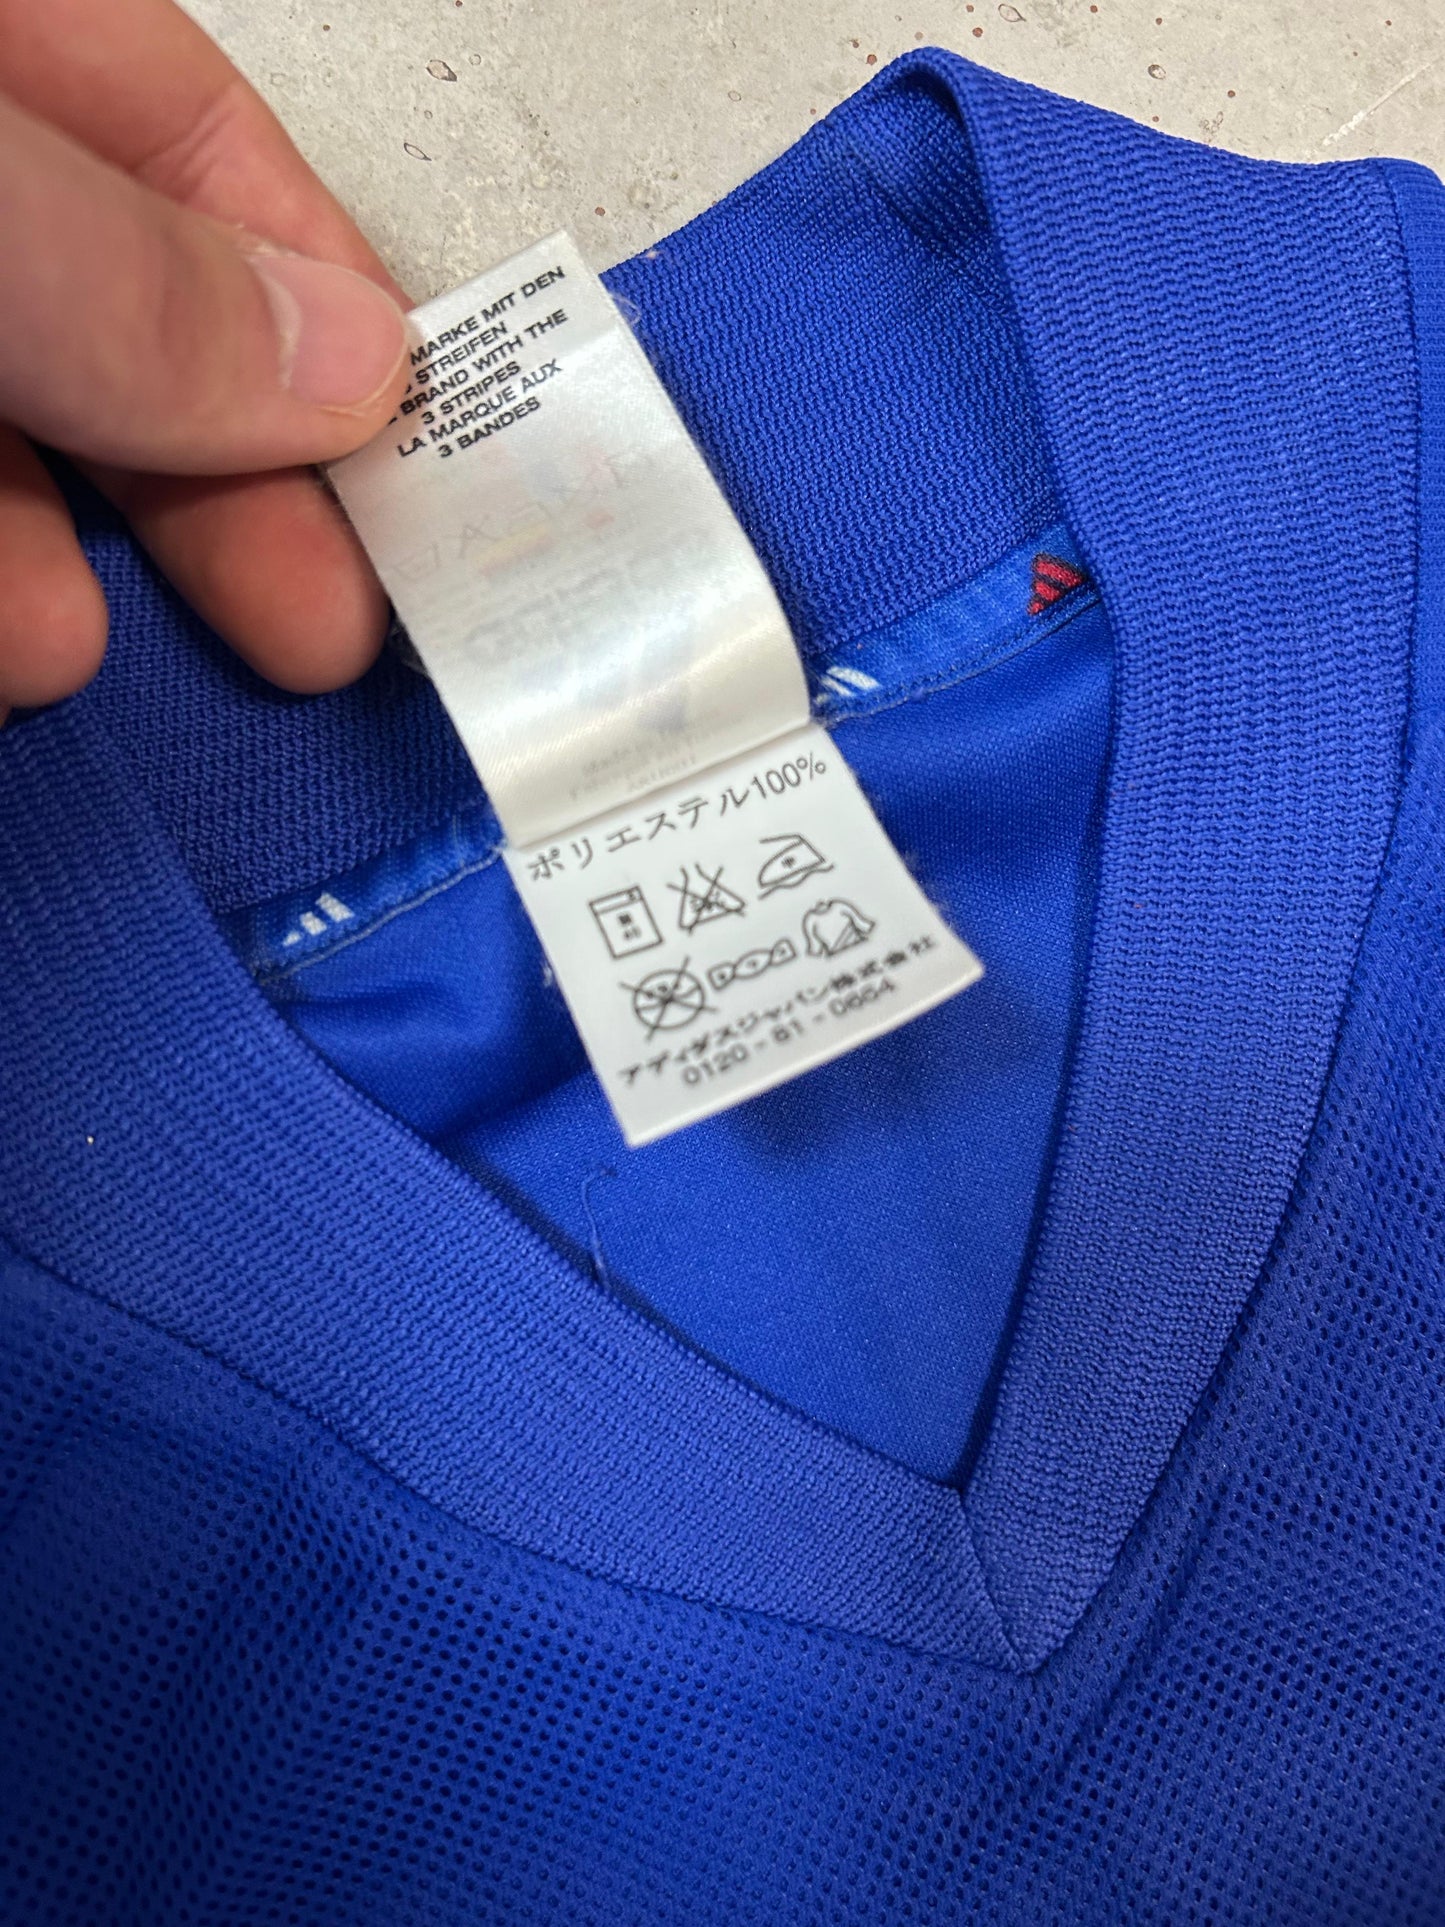 MARKE MIT DEN
STREIFEN
BRAND WITH THE
3 STRIPES
LA MARQUE AUX
3 BANDES
ポリエステル100%
40
中
アディダスジャパン株式会社
0120-81-0654